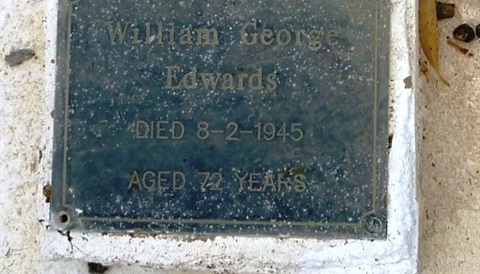 William George
Edwards
DIED 8-2-1945
AGED 72 YEARS